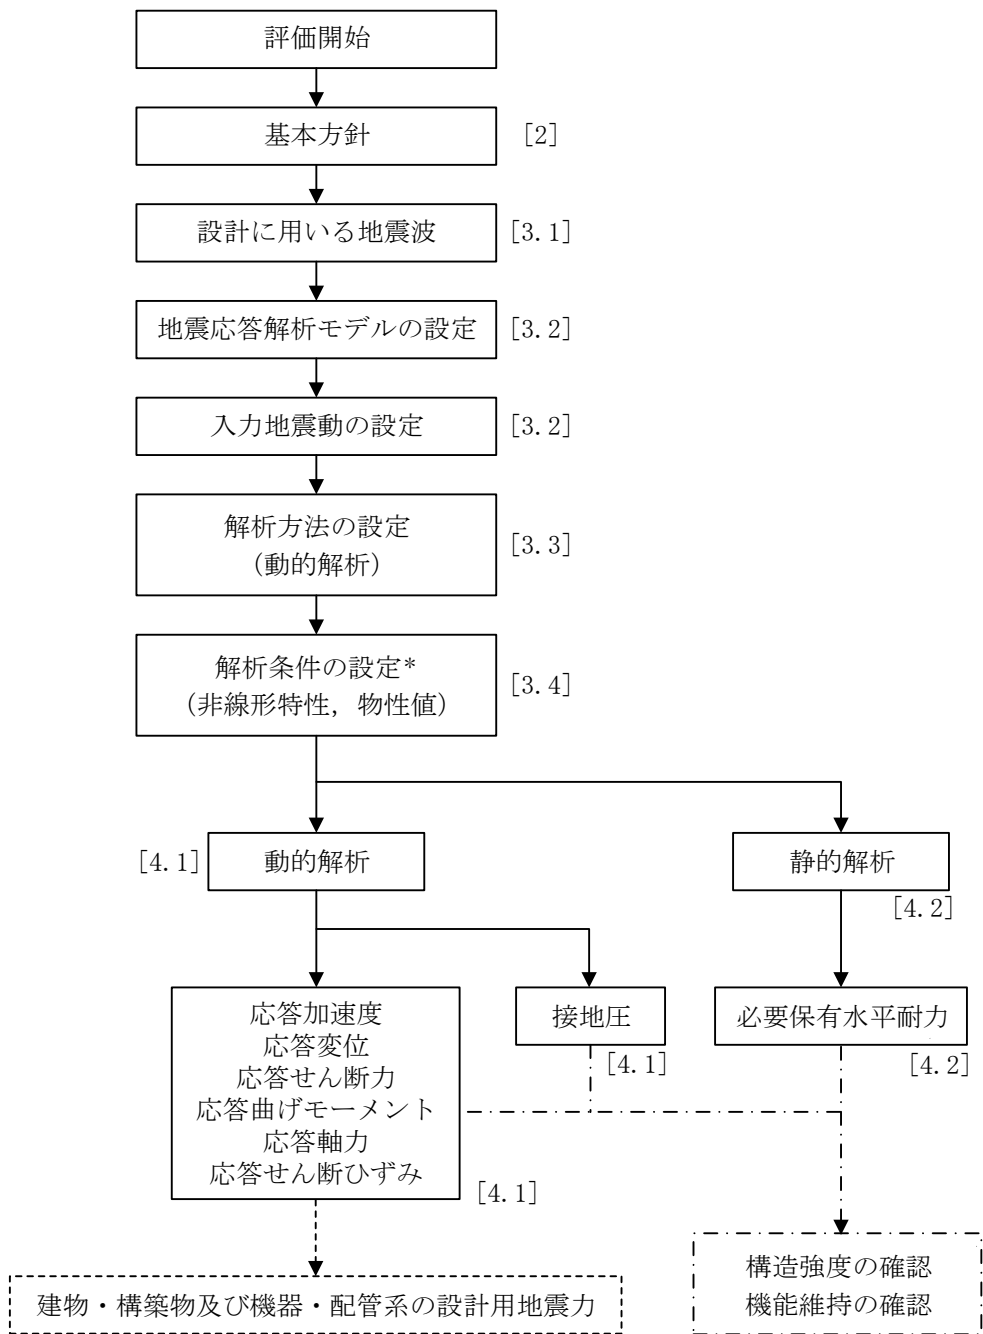 評価開始
基本方針
[2]
設計に用いる地震波
[3.1]
地震応答解析モデルの設定
[3.2]
入力地震動の設定
[3.2]
解析方法の設定
(動的解析)
[3.3]
解析条件の設定*
(非線形特性，物性値)
[3.4]
[4.1]
動的解析
静的解析
[4.2]
応答加速度
応答変位
応答せん断力
応答曲げモーメント
応答軸力
応答せん断ひずみ
[4.1]
接地圧
[4.1]
必要保有水平耐力
[4.2]
建物・構築物及び機器・配管系の設計用地震力
構造強度の確認
機能維持の確認